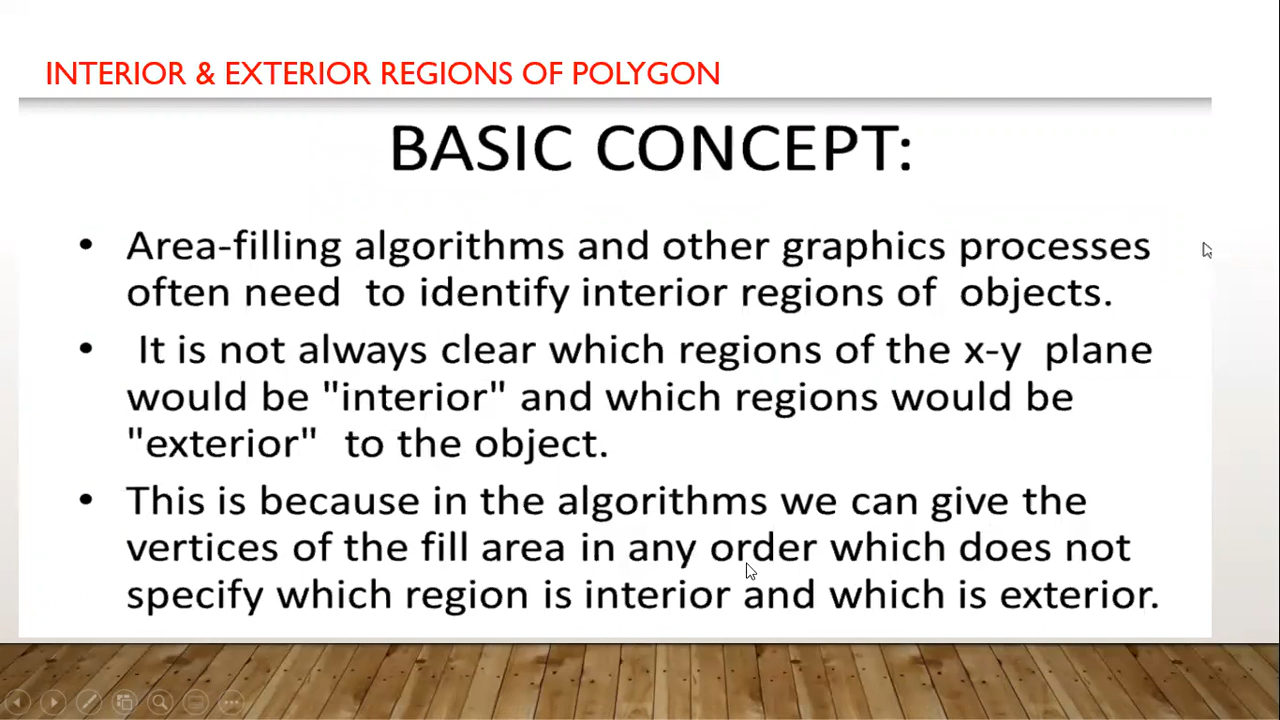 INTERIOR & EXTERIOR REGIONS OF POLYGON
BASIC CONCEPT:
• Area-filling algorithms and other graphics processes
often need to identify interior regions of objects.
• It is not always clear which regions of the x-y plane
would be "interior" and which regions would be
"exterior" to the object.
• This is because in the algorithms we can give the
vertices of the fill area in any order which does not
specify which region is interior and which is exterior.